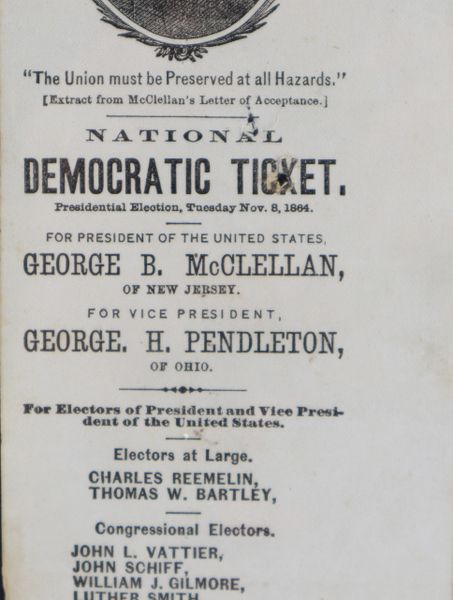 "The Union must be Preserved at all Hazards."
[Extract from McClellan's Letter of Acceptance.]
NATIONAL
DEMOCRATIC TICKET.
Presidential Election, Tuesday Nov. 8, 1864.
FOR PRESIDENT OF THE UNITED STATES,
GEORGE B. McCLELLAN,
OF NEW JERSEY.
FOR VICE PRESIDENT,
GEORGE. H. PENDLETON,
OF OHIO.
For Electors of President and Vice Presi-
dent of the United States.
Electors at Large.
CHARLES REEMELIN,
THOMAS W. BARTLEY,
Congressional Electors.
JOHN L. VATTIER,
JOHN SCHIFF,
WILLIAM J. GILMORE,
LUTHER SMITH